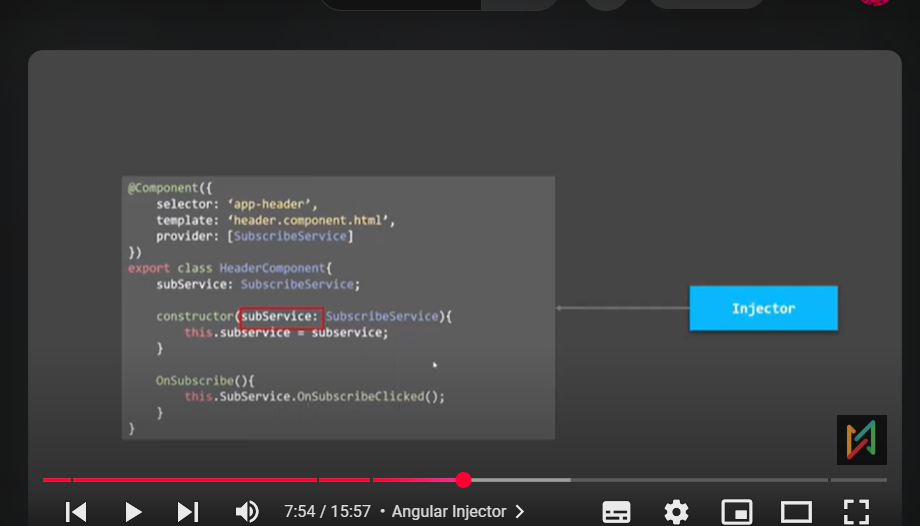 @Component({
selector: ‘app-header’,
template: ‘header.component.html’,
provider: [SubscribeService]
})
export class HeaderComponent{
subService: SubscribeService;
constructor(subService: SubscribeService){
this.subservice = subservice;
}
OnSubscribe(){
this.SubService.OnSubscribeClicked();
}
}
Injector
7:54 / 15:57 • Angular Injector